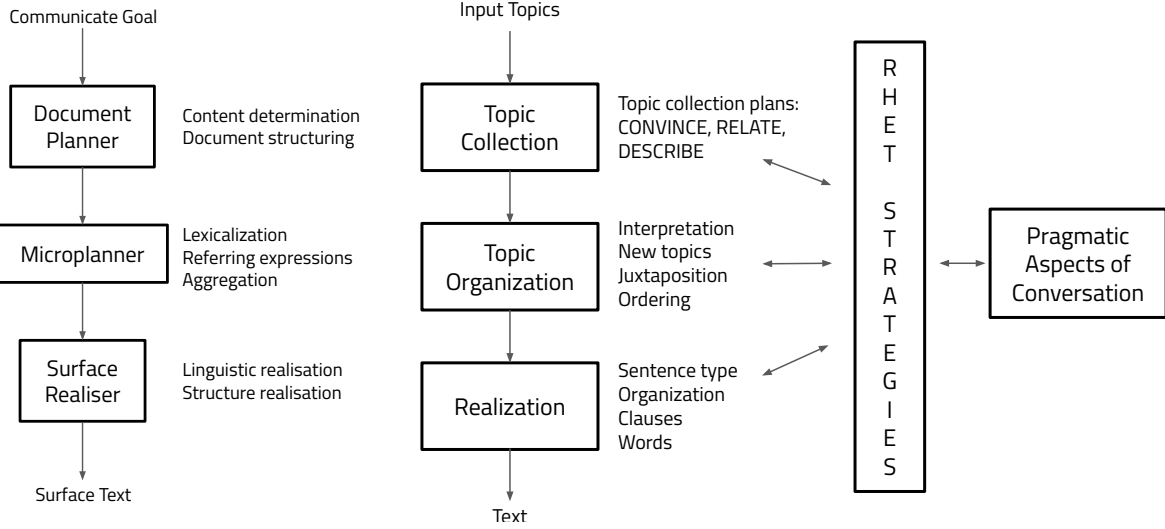 Communicate Goal
Document
Planner
Content determination
Document structuring
Microplanner
Lexicalization
Referring expressions
Aggregation
Surface
Realiser
Linguistic realisation
Structure realisation
Surface Text
Input Topics
Topic
Collection
Topic collection plans:
CONVINCE, RELATE,
DESCRIBE
Topic
Organization
Interpretation
New topics
Juxtaposition
Ordering
Realization
Sentence type
Organization
Clauses
Words
Text
RHET STRATEGIES
Pragmatic
Aspects of
Conversation